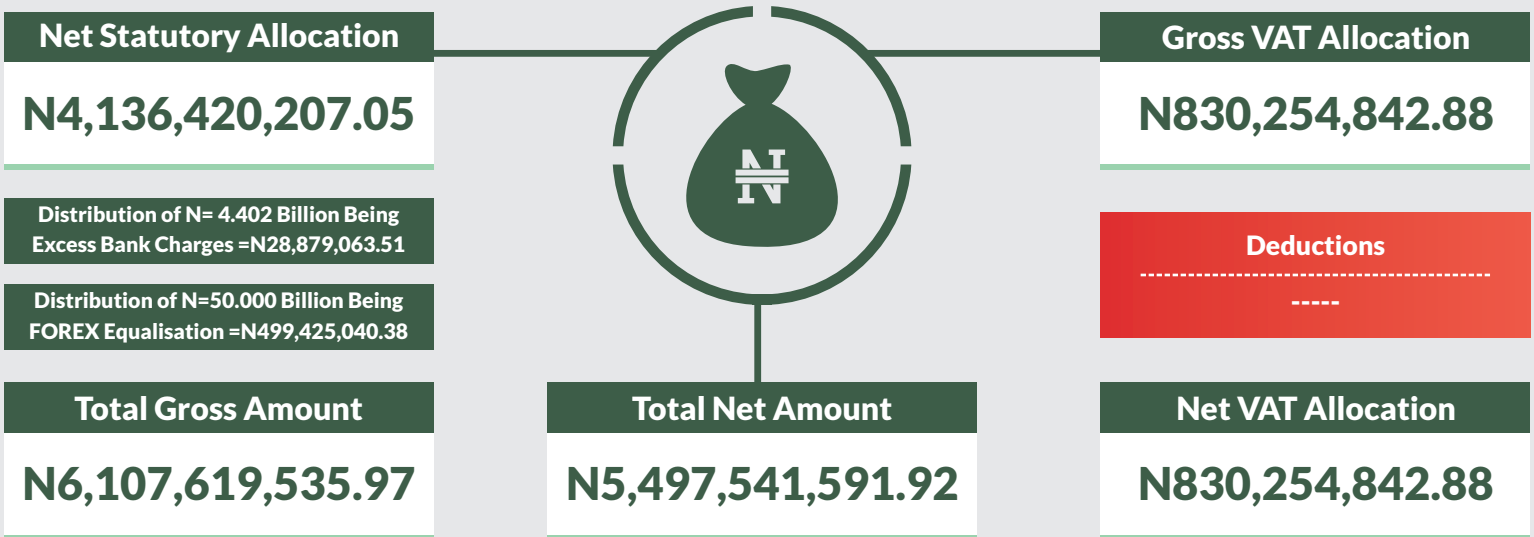 Net Statutory Allocation
N4,136,420,207.05
Gross VAT Allocation
N830,254,842.88
₦
Distribution of N= 4.402 Billion Being
Excess Bank Charges =N28,879,063.51
Distribution of N=50.000 Billion Being
FOREX Equalisation =N499,425,040.38
Deductions
-----
Total Gross Amount
N6,107,619,535.97
Total Net Amount
N5,497,541,591.92
Net VAT Allocation
N830,254,842.88